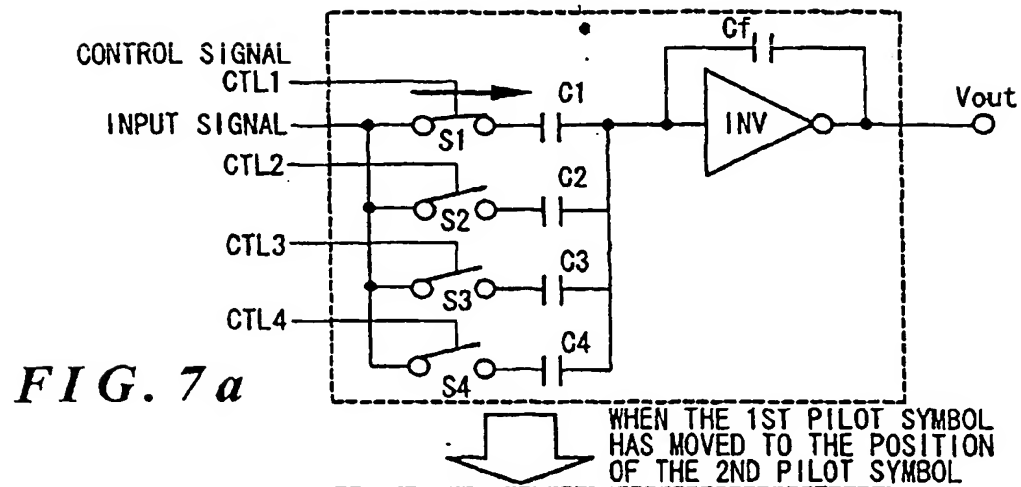 CONTROL SIGNAL
CTL1
INPUT SIGNAL
S1
C1
Cf
INV
Vout
CTL2
S2
C2
CTL3
S3
C3
CTL4
S4
C4
FIG. 7a
WHEN THE 1ST PILOT SYMBOL
HAS MOVED TO THE POSITION
OF THE 2ND PILOT SYMBOL